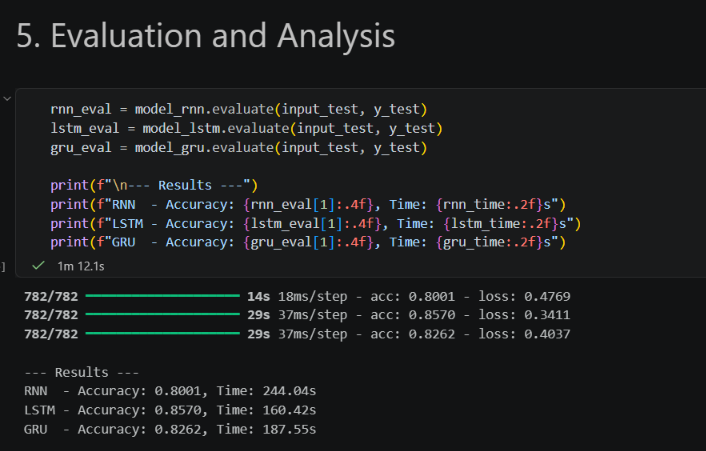 5. Evaluation and Analysis
rnn_eval = model_rnn.evaluate(input_test, y_test)
lstm_eval = model_lstm.evaluate(input_test, y_test)
gru_eval = model_gru.evaluate(input_test, y_test)
print(f"\n--- Results ---")
print(f"RNN  - Accuracy: {rnn_eval[1]:.4f}, Time: {rnn_time:.2f}s")
print(f"LSTM - Accuracy: {lstm_eval[1]:.4f}, Time: {lstm_time:.2f}s")
print(f"GRU  - Accuracy: {gru_eval[1]:.4f}, Time: {gru_time:.2f}s")
] 1m 12.1s
782/782 14s 18ms/step - acc: 0.8001 - loss: 0.4769
782/782 29s 37ms/step - acc: 0.8570 - loss: 0.3411
782/782 29s 37ms/step - acc: 0.8262 - loss: 0.4037
--- Results ---
RNN  - Accuracy: 0.8001, Time: 244.04s
LSTM - Accuracy: 0.8570, Time: 160.42s
GRU  - Accuracy: 0.8262, Time: 187.55s